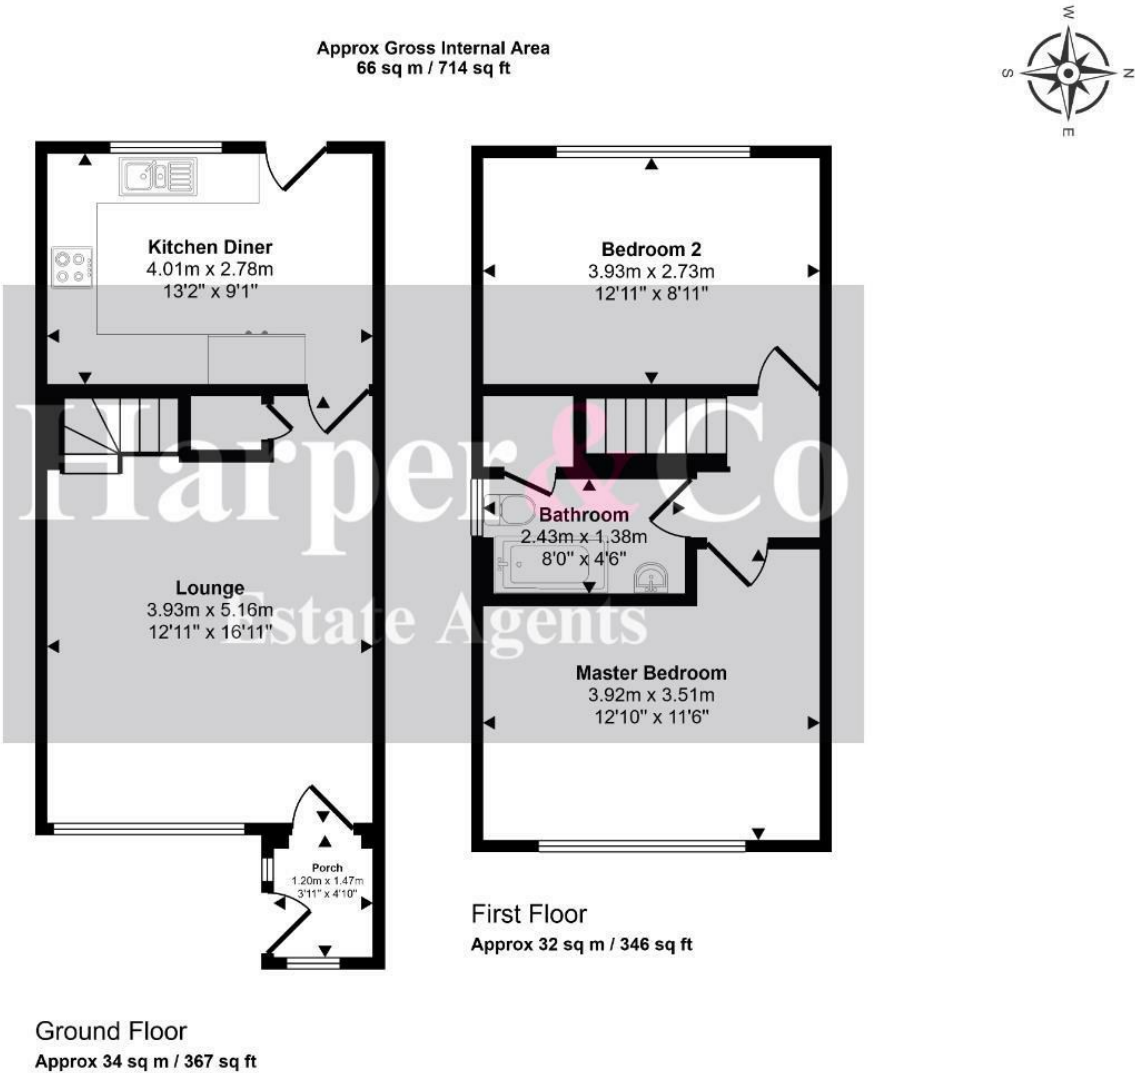 Approx Gross Internal Area
66 sq m / 714 sq ft
W
S
N
E
Kitchen Diner
4.01m x 2.78m
13'2" x 9'1"
Bedroom 2
3.93m x 2.73m
12'11" x 8'11"
Harper&Co
Estate Agents
Bathroom
2.43m x 1.38m
8'0" x 4'6"
Lounge
3.93m x 5.16m
12'11" x 16'11"
Master Bedroom
3.92m x 3.51m
12'10" x 11'6"
Porch
1.20m x 1.47m
3'11" x 4'10"
First Floor
Approx 32 sq m / 346 sq ft
Ground Floor
Approx 34 sq m / 367 sq ft